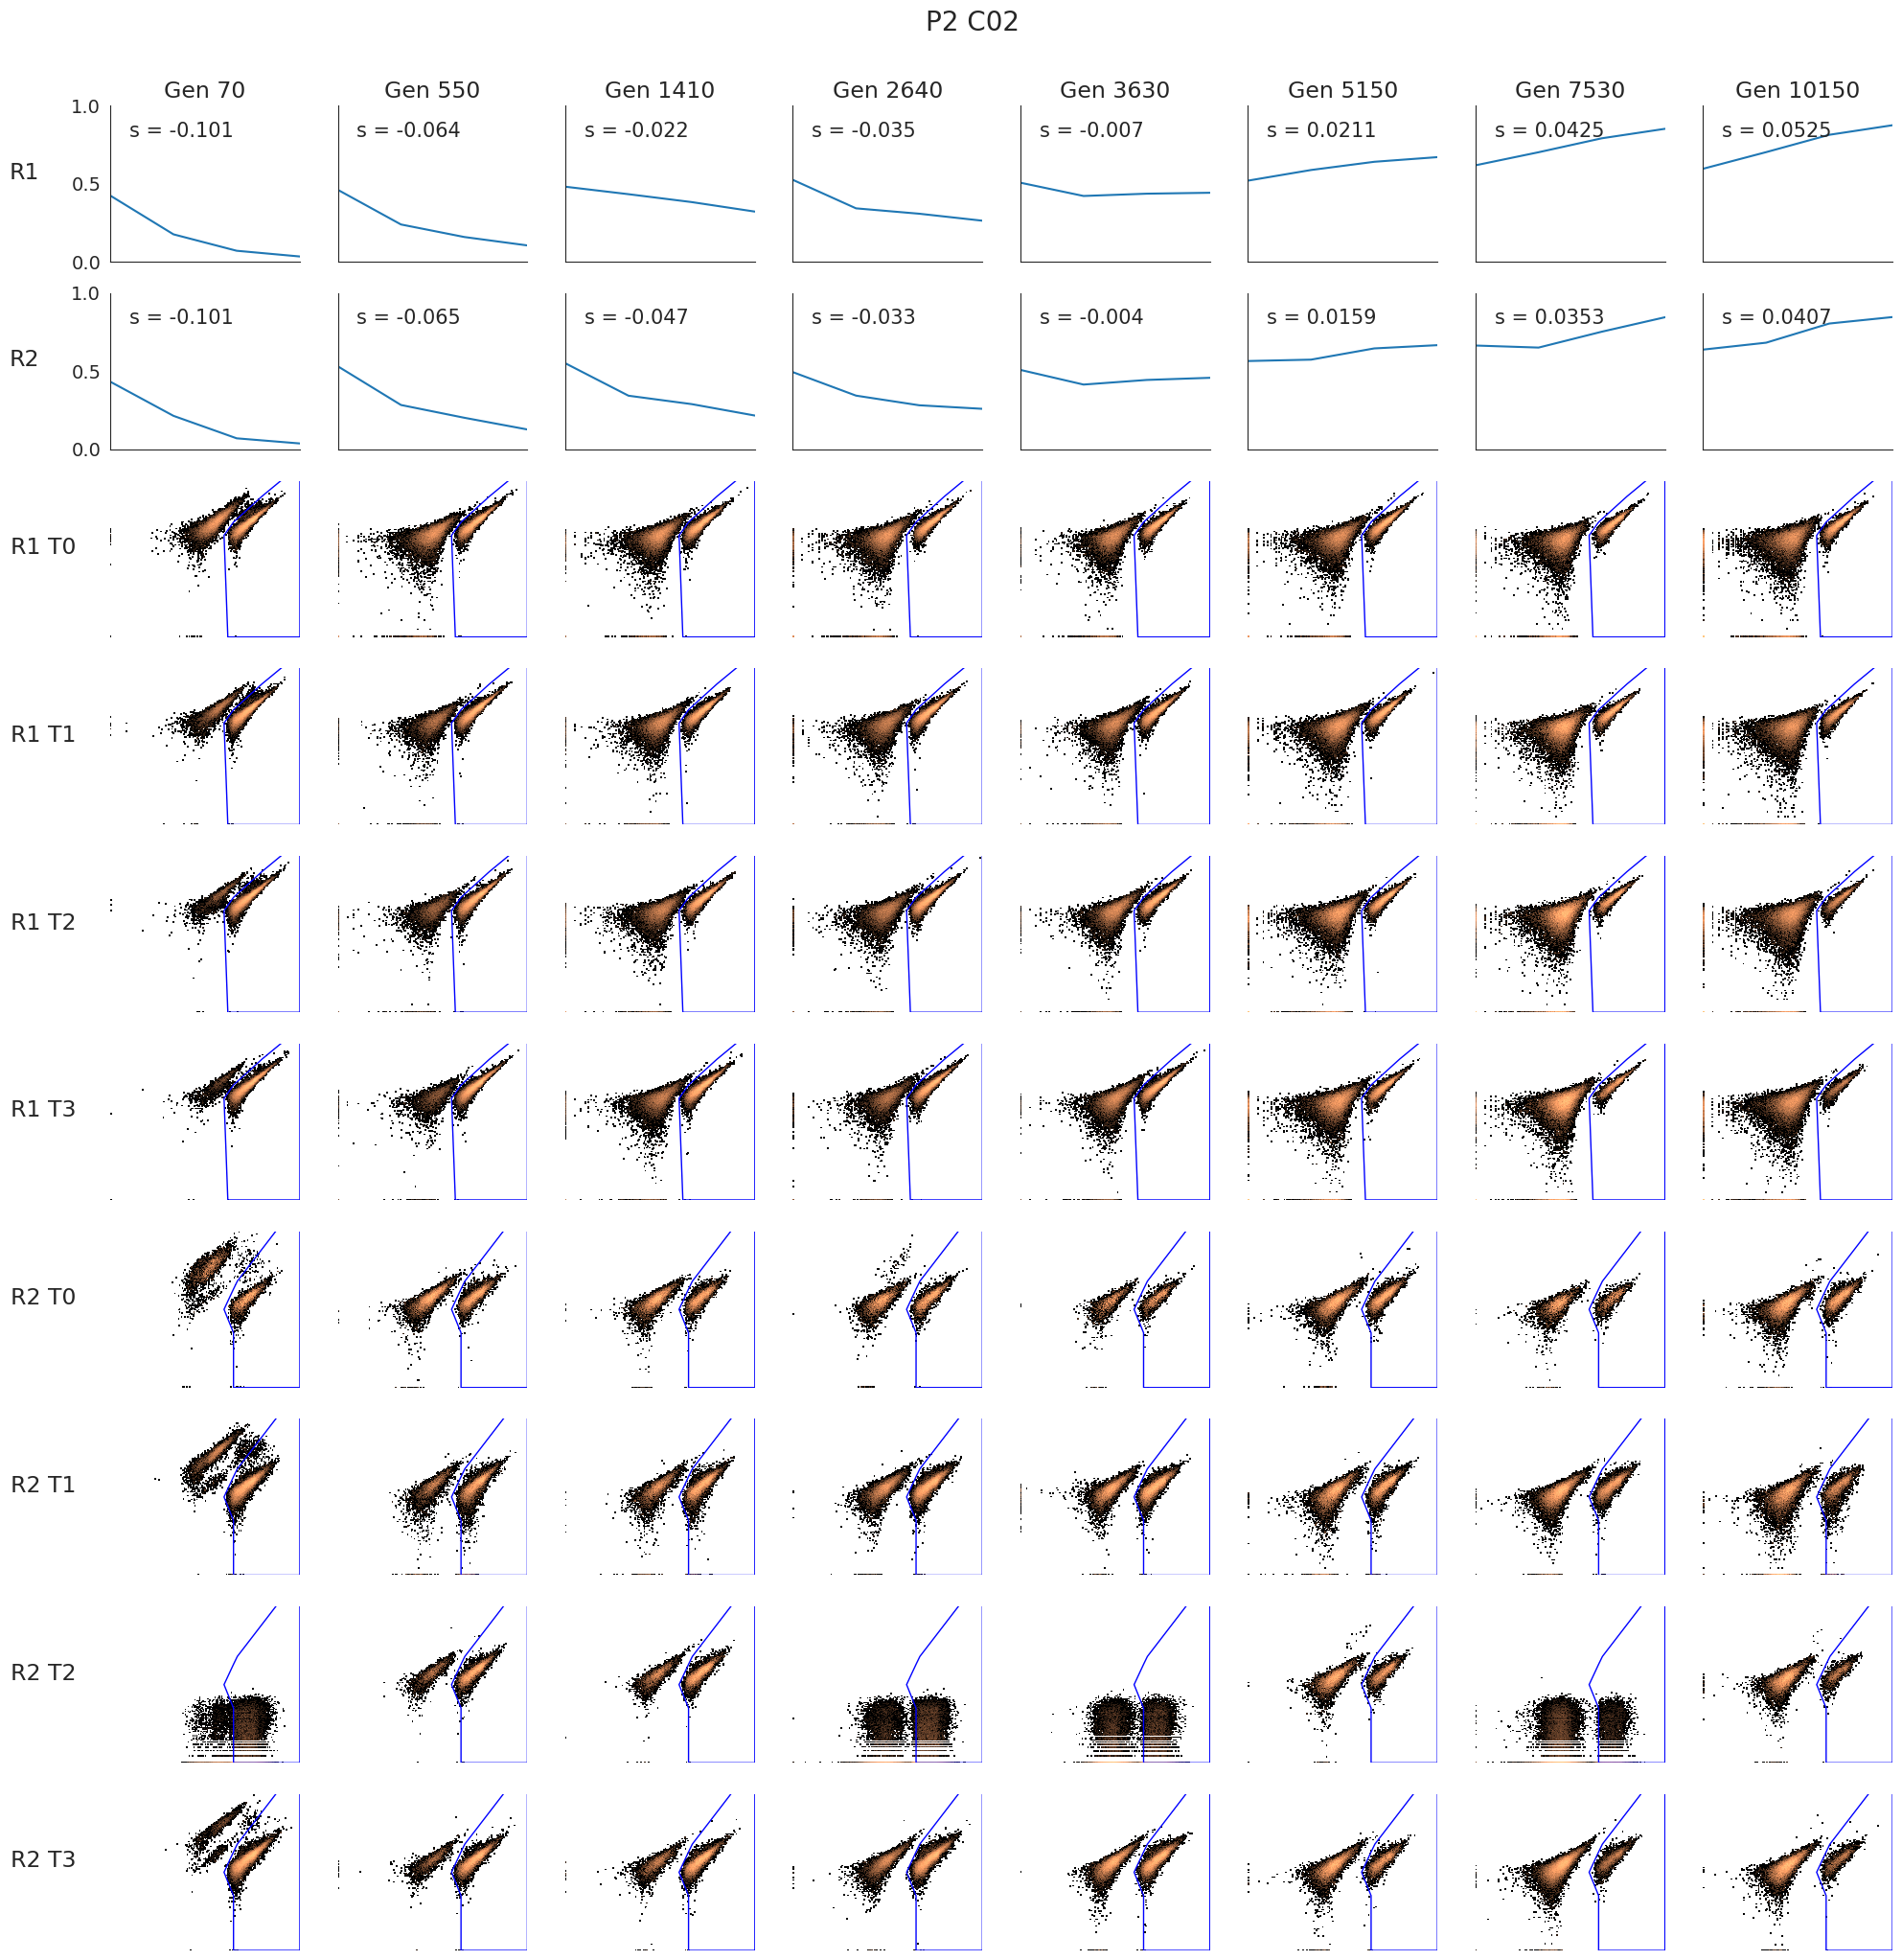 P2 C02
Gen 70 Gen 550 Gen 1410 Gen 2640 Gen 3630 Gen 5150 Gen 7530 Gen 10150
1.0
s = -0.101 s = -0.064 s = -0.022 s = -0.035 s = -0.007 s = 0.0211 s = 0.0425 s = 0.0525
R1
0.5
0.0
1.0
s = -0.101 s = -0.065 s = -0.047 s = -0.033 s = -0.004 s = 0.0159 s = 0.0353 s = 0.0407
R2
0.5
0.0
R1 T0
R1 T1
R1 T2
R1 T3
R2 T0
R2 T1
R2 T2
R2 T3